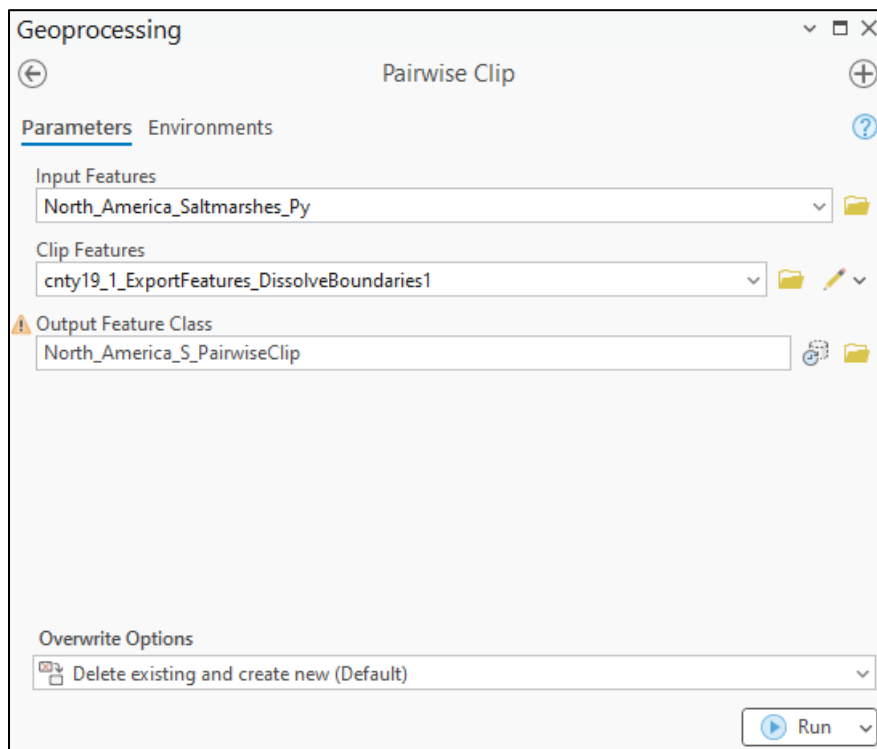 Geoprocessing
Pairwise Clip
Parameters Environments
Input Features
North_America_Saltmarshes_Py
Clip Features
cnty19_1_ExportFeatures_DissolveBoundaries1
Output Feature Class
North_America_S_PairwiseClip
Overwrite Options
Delete existing and create new (Default)
Run